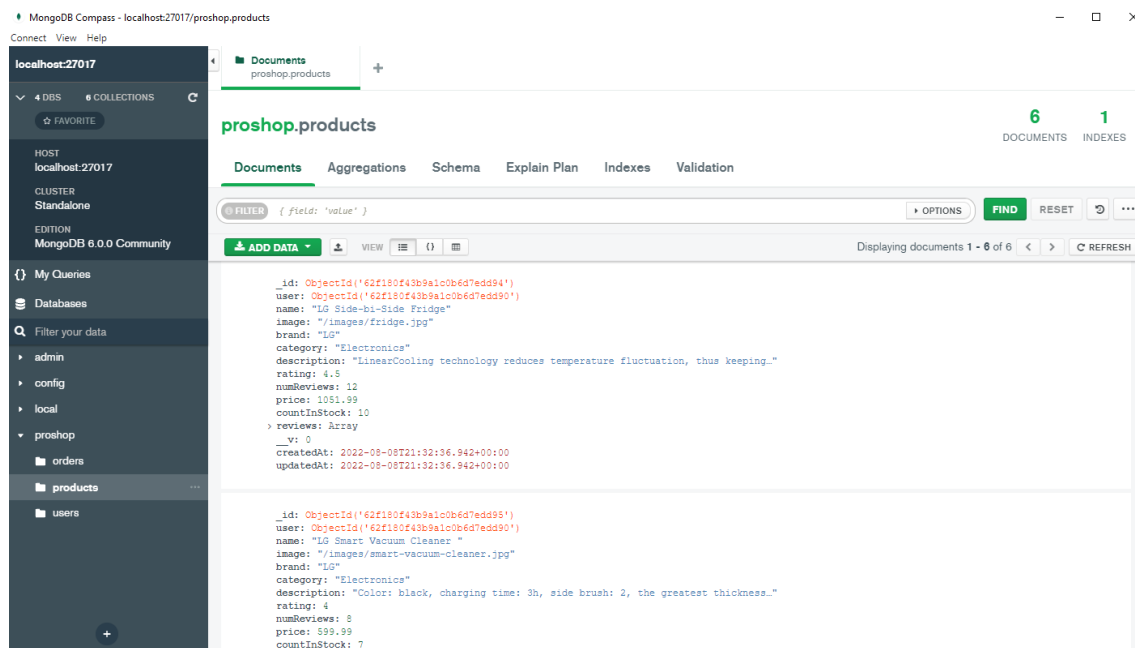 MongoDB Compass - localhost:27017/proshop.products
Connect View Help
localhost:27017
4 DBS 6 COLLECTIONS
FAVORITE
HOST
localhost:27017
CLUSTER
Standalone
EDITION
MongoDB 6.0.0 Community
My Queries
Databases
Filter your data
admin
config
local
proshop
orders
products
users
Documents
proshop.products
proshop.products
6
DOCUMENTS
1
INDEXES
Documents Aggregations Schema Explain Plan Indexes Validation
FILTER { field: 'value' }
OPTIONS
FIND
RESET
ADD DATA
VIEW
Displaying documents 1 - 6 of 6
REFRESH
_id: ObjectId('62f180f43b9a1c0b6d7edd94')
user: ObjectId('62f180f43b9a1c0b6d7edd90')
name: "LG Side-bi-Side Fridge"
image: "/images/fridge.jpg"
brand: "LG"
category: "Electronics"
description: "LinearCooling technology reduces temperature fluctuation, thus keeping…"
rating: 4.5
numReviews: 12
price: 1051.99
countInStock: 10
reviews: Array
__v: 0
createdAt: 2022-08-08T21:32:36.942+00:00
updatedAt: 2022-08-08T21:32:36.942+00:00
_id: ObjectId('62f180f43b9a1c0b6d7edd95')
user: ObjectId('62f180f43b9a1c0b6d7edd90')
name: "LG Smart Vacuum Cleaner "
image: "/images/smart-vacuum-cleaner.jpg"
brand: "LG"
category: "Electronics"
description: "Color: black, charging time: 3h, side brush: 2, the greatest thickness…"
rating: 4
numReviews: 8
price: 599.99
countInStock: 7